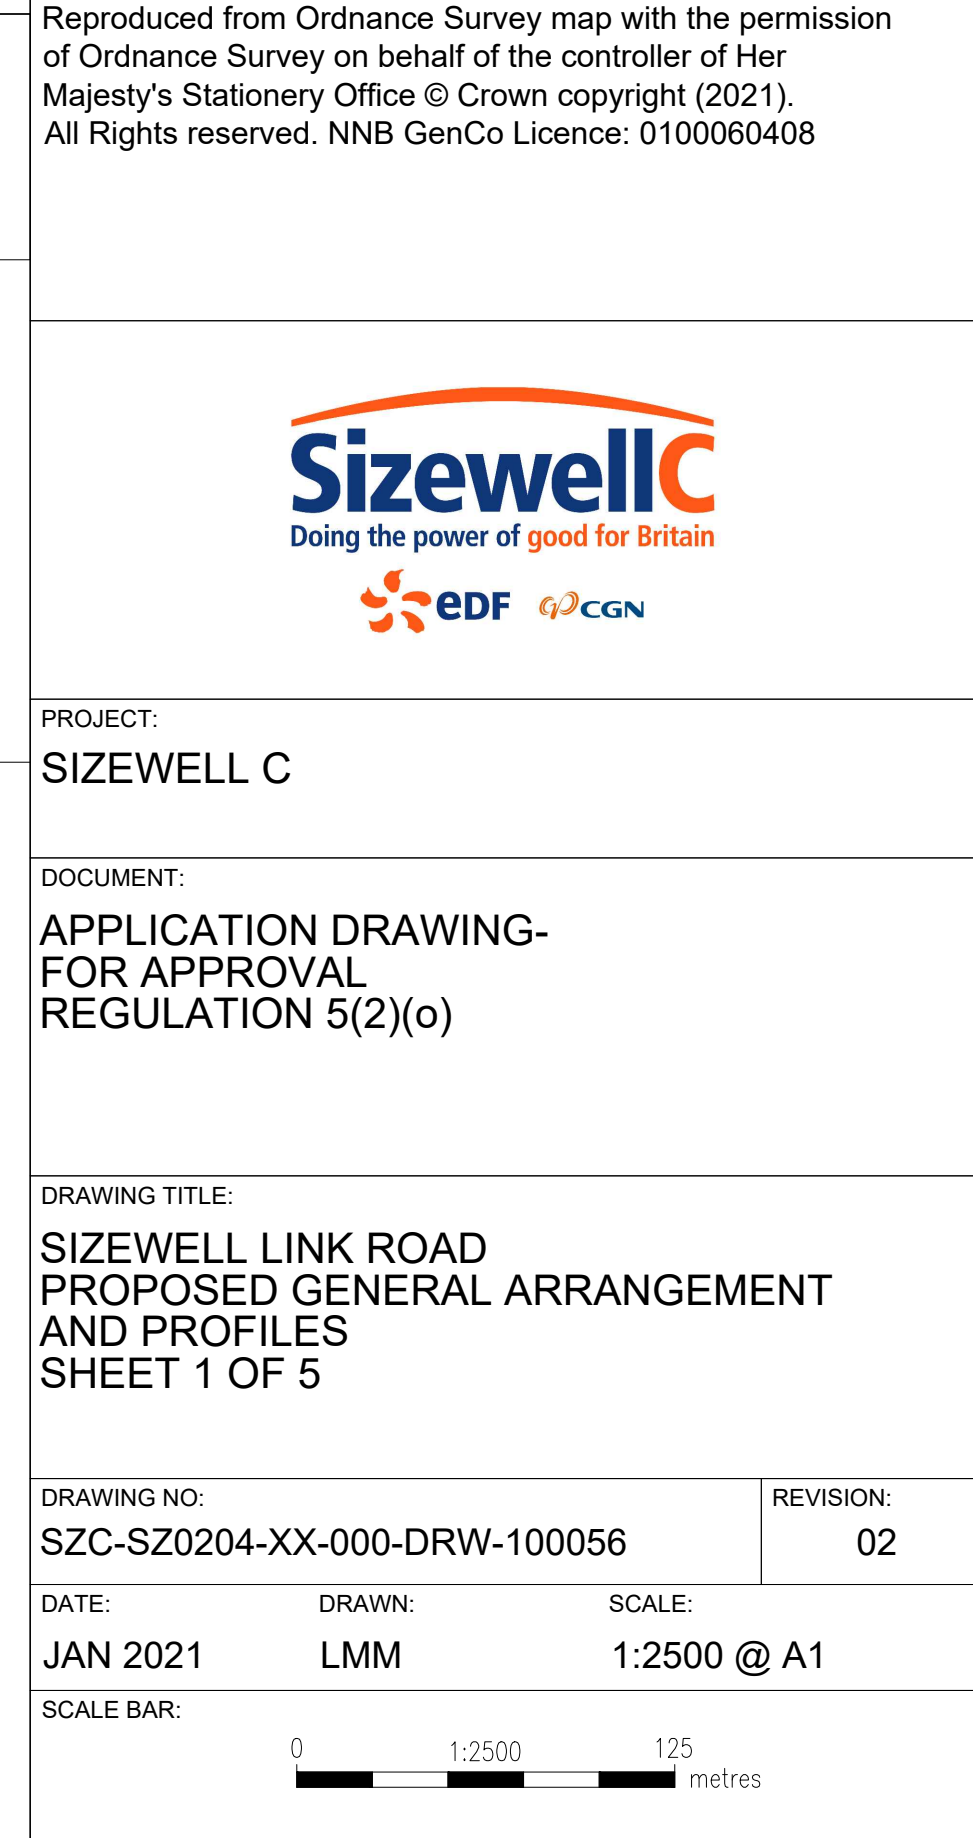 Reproduced from Ordnance Survey map with the permission
of Ordnance Survey on behalf of the controller of Her
Majesty's Stationery Office © Crown copyright (2021).
All Rights reserved. NNB GenCo Licence: 0100060408
SizewellC
Doing the power of good for Britain
eDF CGN
PROJECT:
SIZEWELL C
DOCUMENT:
APPLICATION DRAWING-
FOR APPROVAL
REGULATION 5(2)(o)
DRAWING TITLE:
SIZEWELL LINK ROAD
PROPOSED GENERAL ARRANGEMENT
AND PROFILES
SHEET 1 OF 5
DRAWING NO: REVISION:
SZC-SZ0204-XX-000-DRW-100056 02
DATE: DRAWN: SCALE:
JAN 2021 LMM 1:2500 @ A1
SCALE BAR:
0 1:2500 125
metres